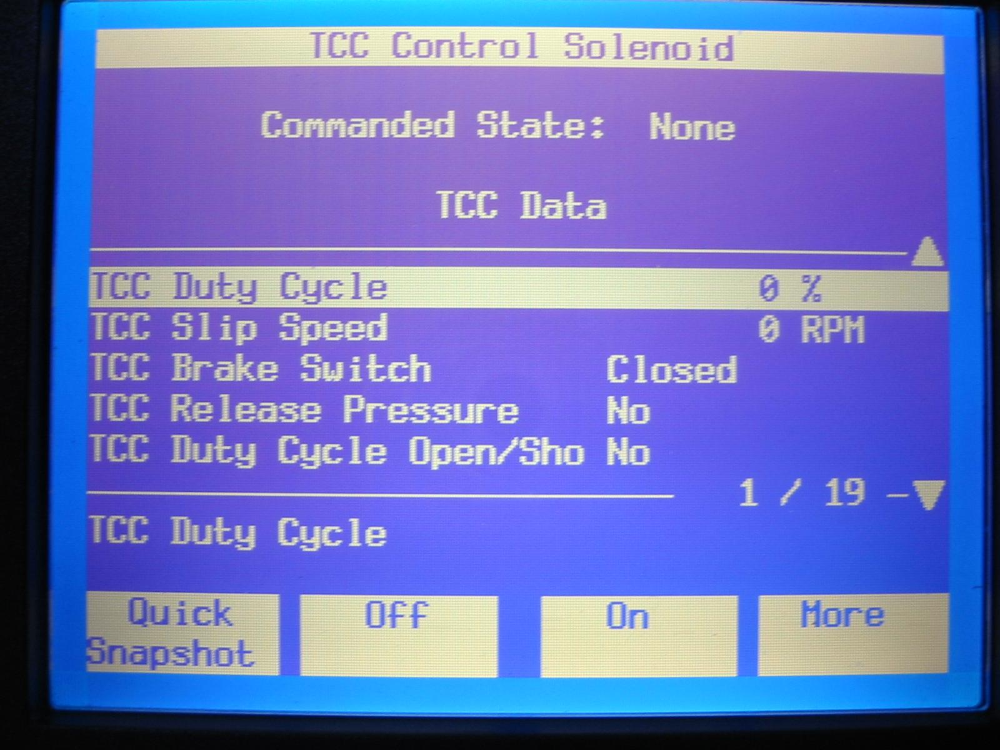 TCC Control Solenoid
Commanded State: None
TCC Data
TCC Duty Cycle 0 %
TCC Slip Speed 0 RPM
TCC Brake Switch Closed
TCC Release Pressure No
TCC Duty Cycle Open/Sho No
1 / 19
TCC Duty Cycle
Quick Snapshot
Off
On
More